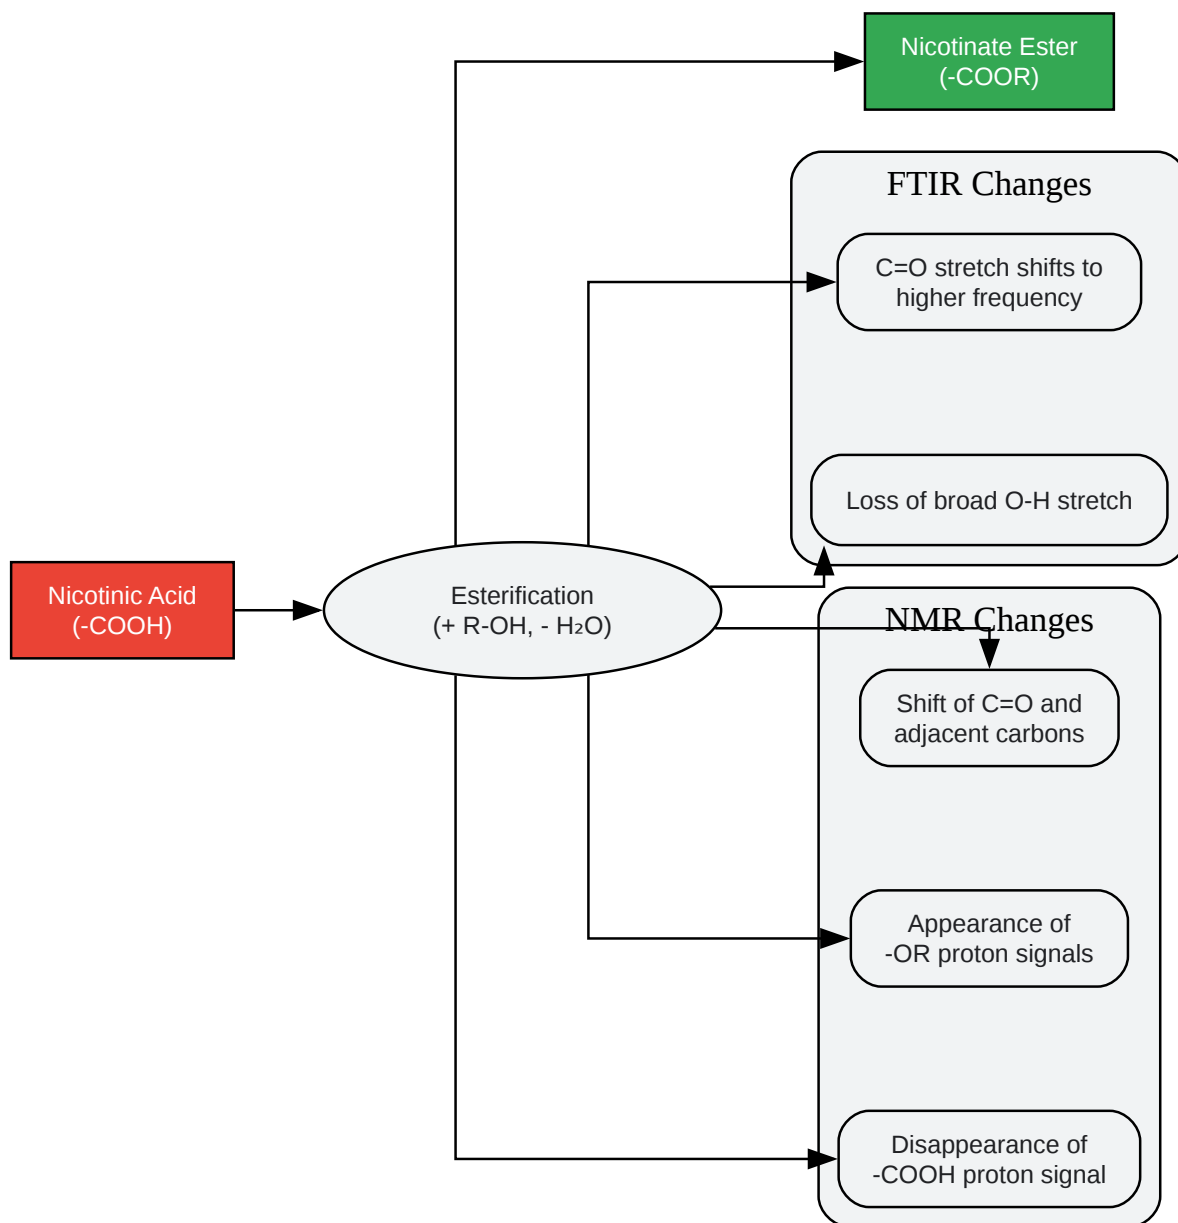 Nicotinate Ester
(-COOR)
FTIR Changes
C=O stretch shifts to
higher frequency
Loss of broad O-H stretch
Nicotinic Acid
(-COOH)
Esterification
(+ R-OH, - H₂O)
NMR Changes
Shift of C=O and
adjacent carbons
Appearance of
-OR proton signals
Disappearance of
-COOH proton signal